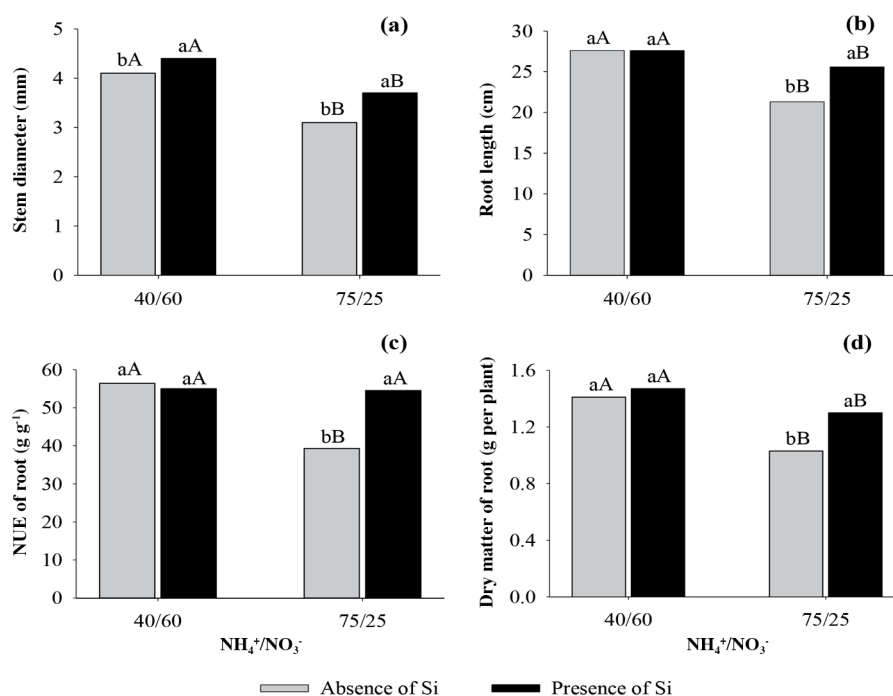 (a)
Stem diameter (mm)
5
4
3
2
1
0
bA
aA
bB
aB
40/60
75/25
(b)
Root length (cm)
30
25
20
15
10
5
0
aA
aA
bB
aB
40/60
75/25
(c)
NUE of root (g g⁻¹)
60
50
40
30
20
10
0
aA
aA
bB
aA
40/60
75/25
NH₄⁺/NO₃⁻
(d)
Dry matter of root (g per plant)
1.6
1.2
0.8
0.4
0.0
aA
aA
bB
aB
40/60
75/25
NH₄⁺/NO₃⁻
Absence of Si
Presence of Si